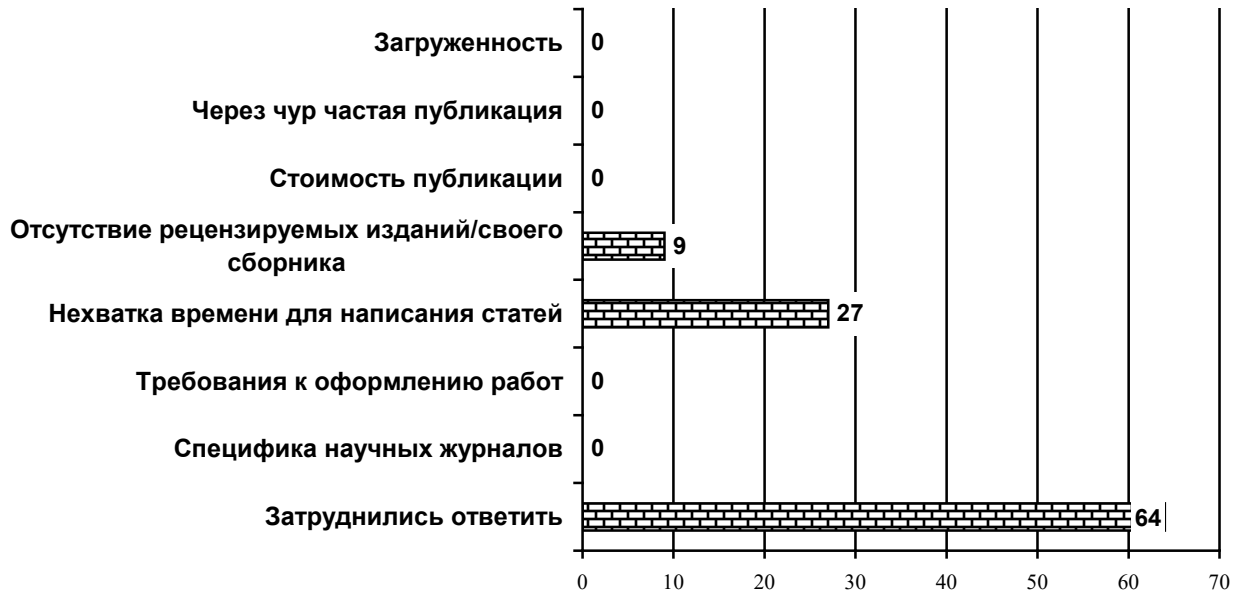 Загруженность 0
Через чур частая публикация 0
Стоимость публикации 0
Отсутствие рецензируемых изданий/своего
сборника 9
Нехватка времени для написания статей 27
Требования к оформлению работ 0
Специфика научных журналов 0
Затруднились ответить 64
0 10 20 30 40 50 60 70